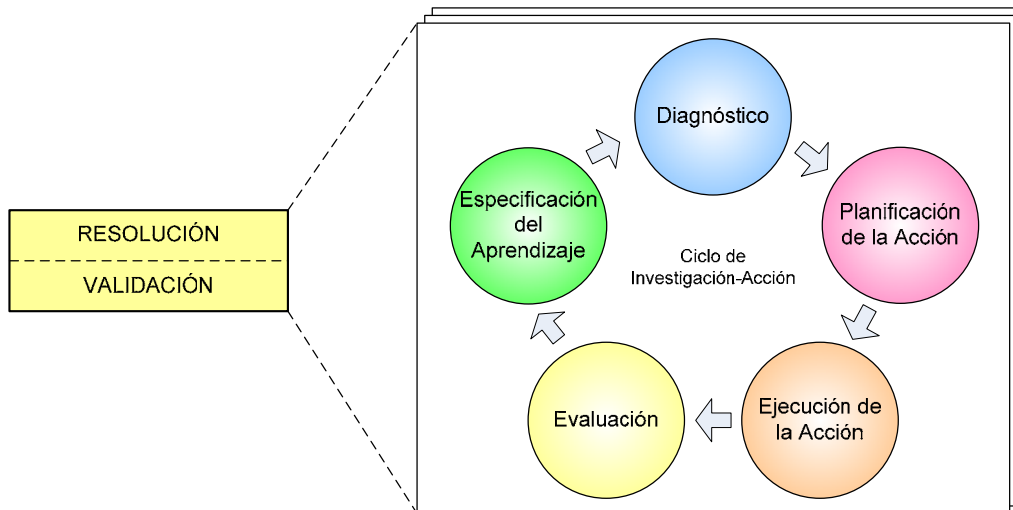 RESOLUCIÓN
VALIDACIÓN
Diagnóstico
Planificación
de la Acción
Ejecución de
la Acción
Evaluación
Especificación
del
Aprendizaje
Ciclo de
Investigación-Acción